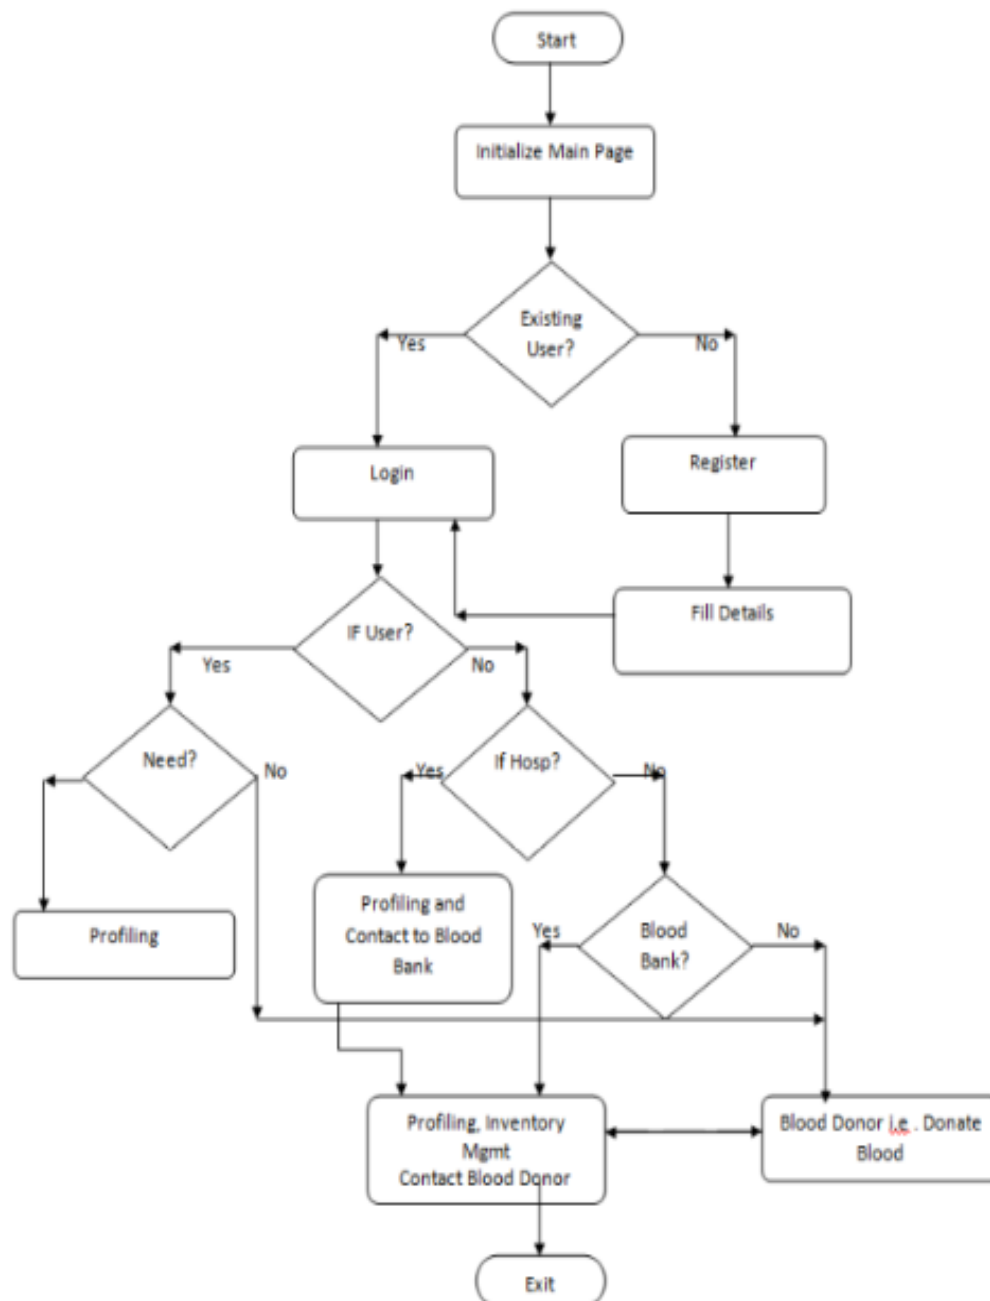 Start
Initialize Main Page
Existing
User?
Yes
No
Login
Register
Fill Details
IF User?
Yes
No
Need?
No
If Hosp?
Yes
No
Profiling
Profiling and
Contact to Blood
Bank
Blood
Bank?
Yes
No
Profiling, Inventory
Mgmt
Contact Blood Donor
Blood Donor i.e . Donate
Blood
Exit